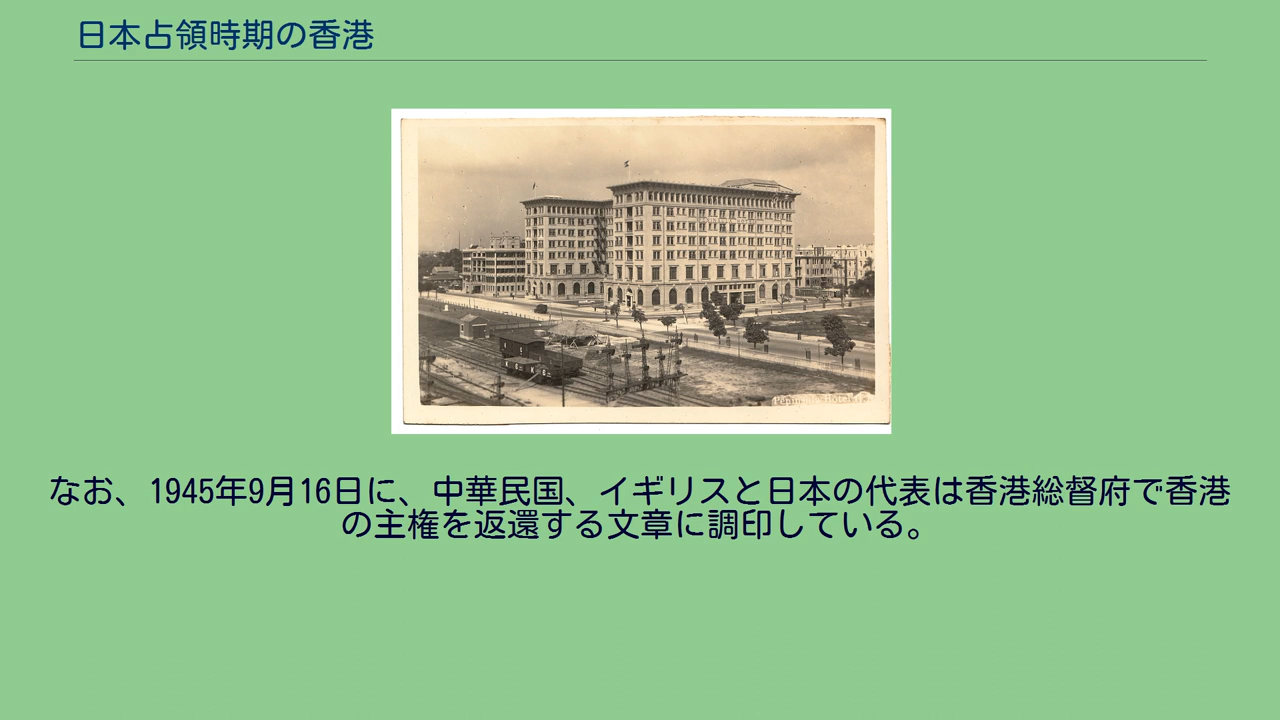 日本占領時期の香港
Peninsula Hotel
なお、1945年9月16日に、中華民国、イギリスと日本の代表は香港総督府で香港
の主権を返還する文章に調印している。